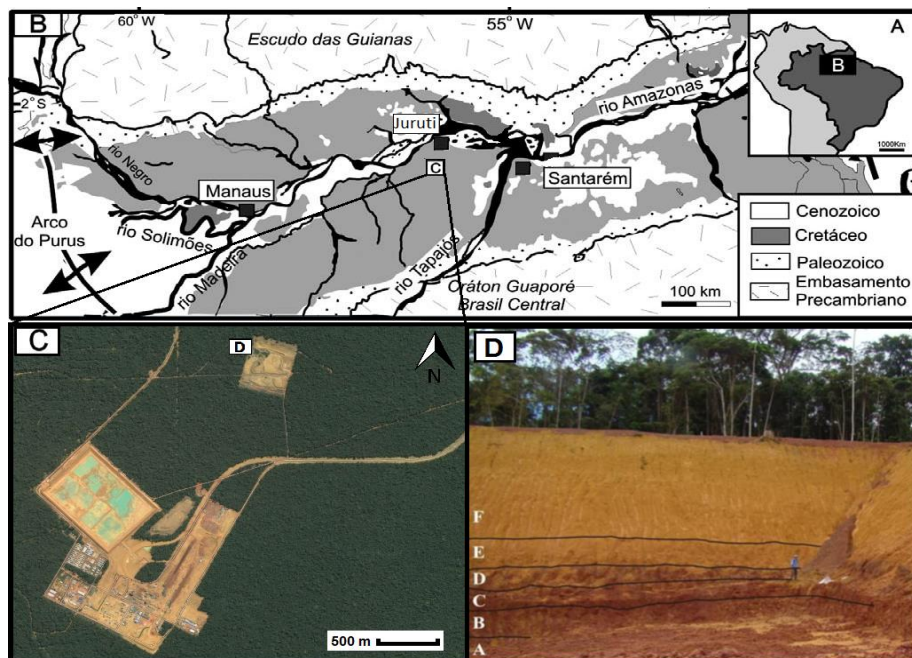 B
60° W
55° W
A
Escudo das Guianas
B
1000Km
2°S
rio Amazonas
Juruti
rio Negro
C
Manaus
Santarém
Arco
do Purus
rio Solimões
rio Madeira
rio Tapajós
Cráton Guaporé
Brasil Central
100 km
Cenozoico
Cretáceo
Paleozoico
Embasamento
Precambriano
C
D
N
500 m
D
F
E
D
C
B
A